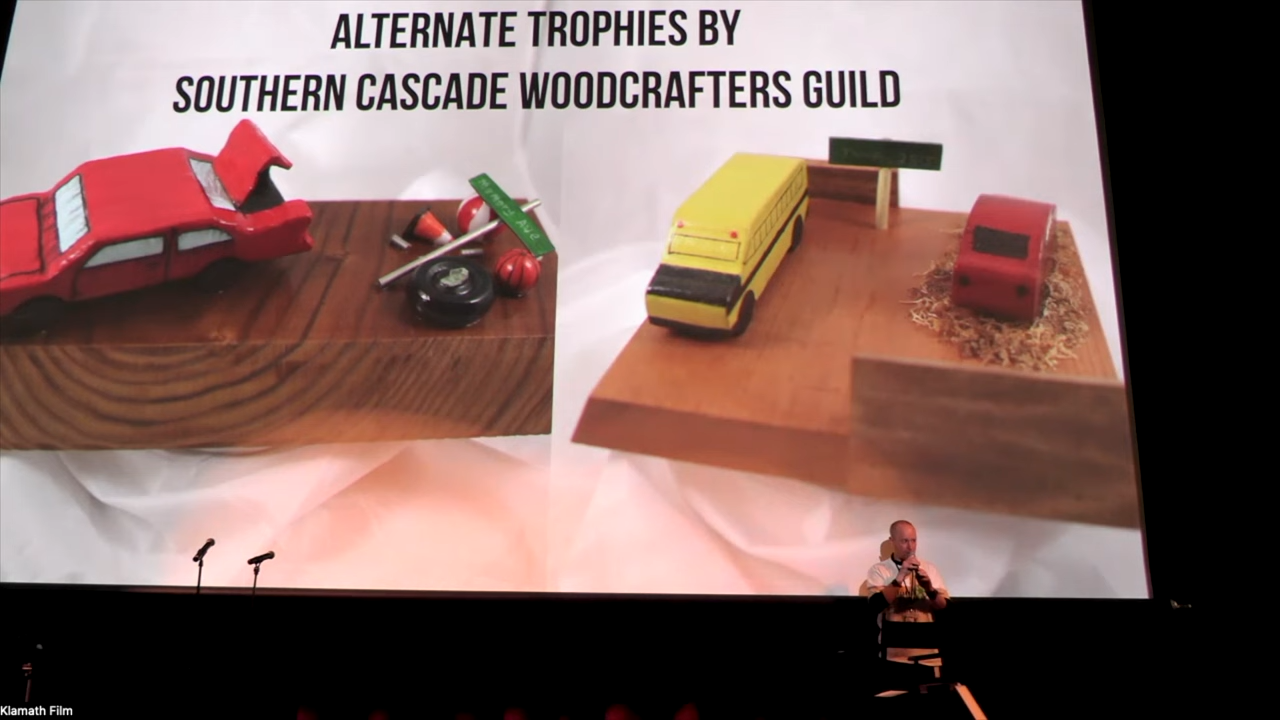 ALTERNATE TROPHIES BY
SOUTHERN CASCADE WOODCRAFTERS GUILD
Klamath Film